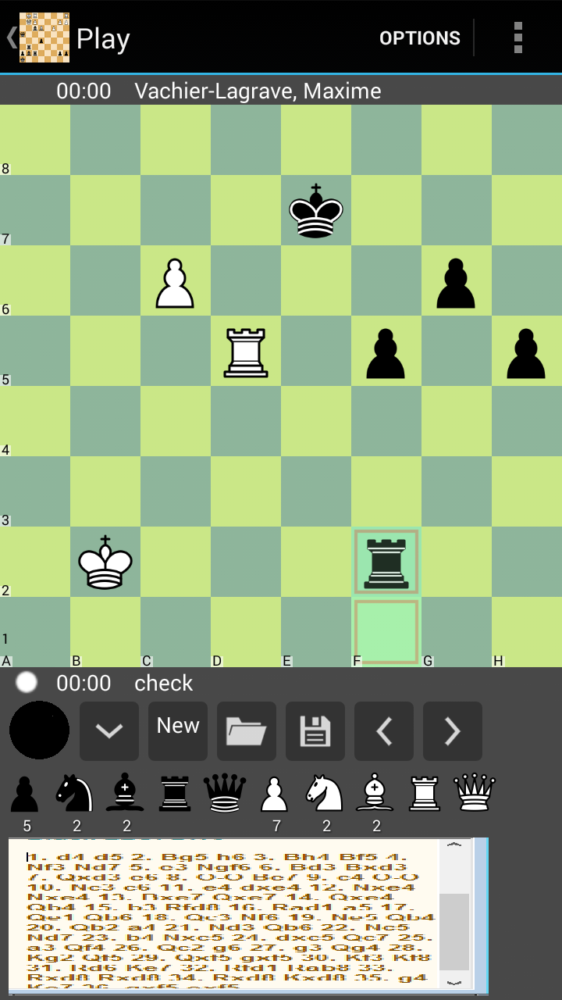 Play
OPTIONS
00:00 Vachier-Lagrave, Maxime
8
7
6
5
4
3
2
1
A B C D E F G H
00:00 check
New
5 2 2 7 2 2
1. d4 d5 2. Bg5 h6 3. Bh4 Bf5 4.
Nf3 Nd7 5. e3 Ngf6 6. Bd3 Bxd3
7. Qxd3 c6 8. O-O Be7 9. c4 O-O
10. Nc3 c6 11. e4 dxe4 12. Nxe4
Nxe4 13. Bxe7 Qxe7 14. Qxe4
Qb4 15. b3 Rfd8 16. Rad1 a5 17.
Qe1 Qb6 18. Qc3 Nf6 19. Ne5 Qb4
20. Qb2 a4 21. Nd3 Qb6 22. Nc5
Nd7 23. b4 Nxc5 24. dxc5 Qc7 25.
a3 Qf4 26. Qc2 g6 27. g3 Qg4 28.
Kg2 Qf5 29. Qxf5 gxf5 30. Kf3 Kf8
31. Rd6 Ke7 32. Rfd1 Rab8 33.
Rxd8 Rxd8 34. Rxd8 Kxd8 35. g4